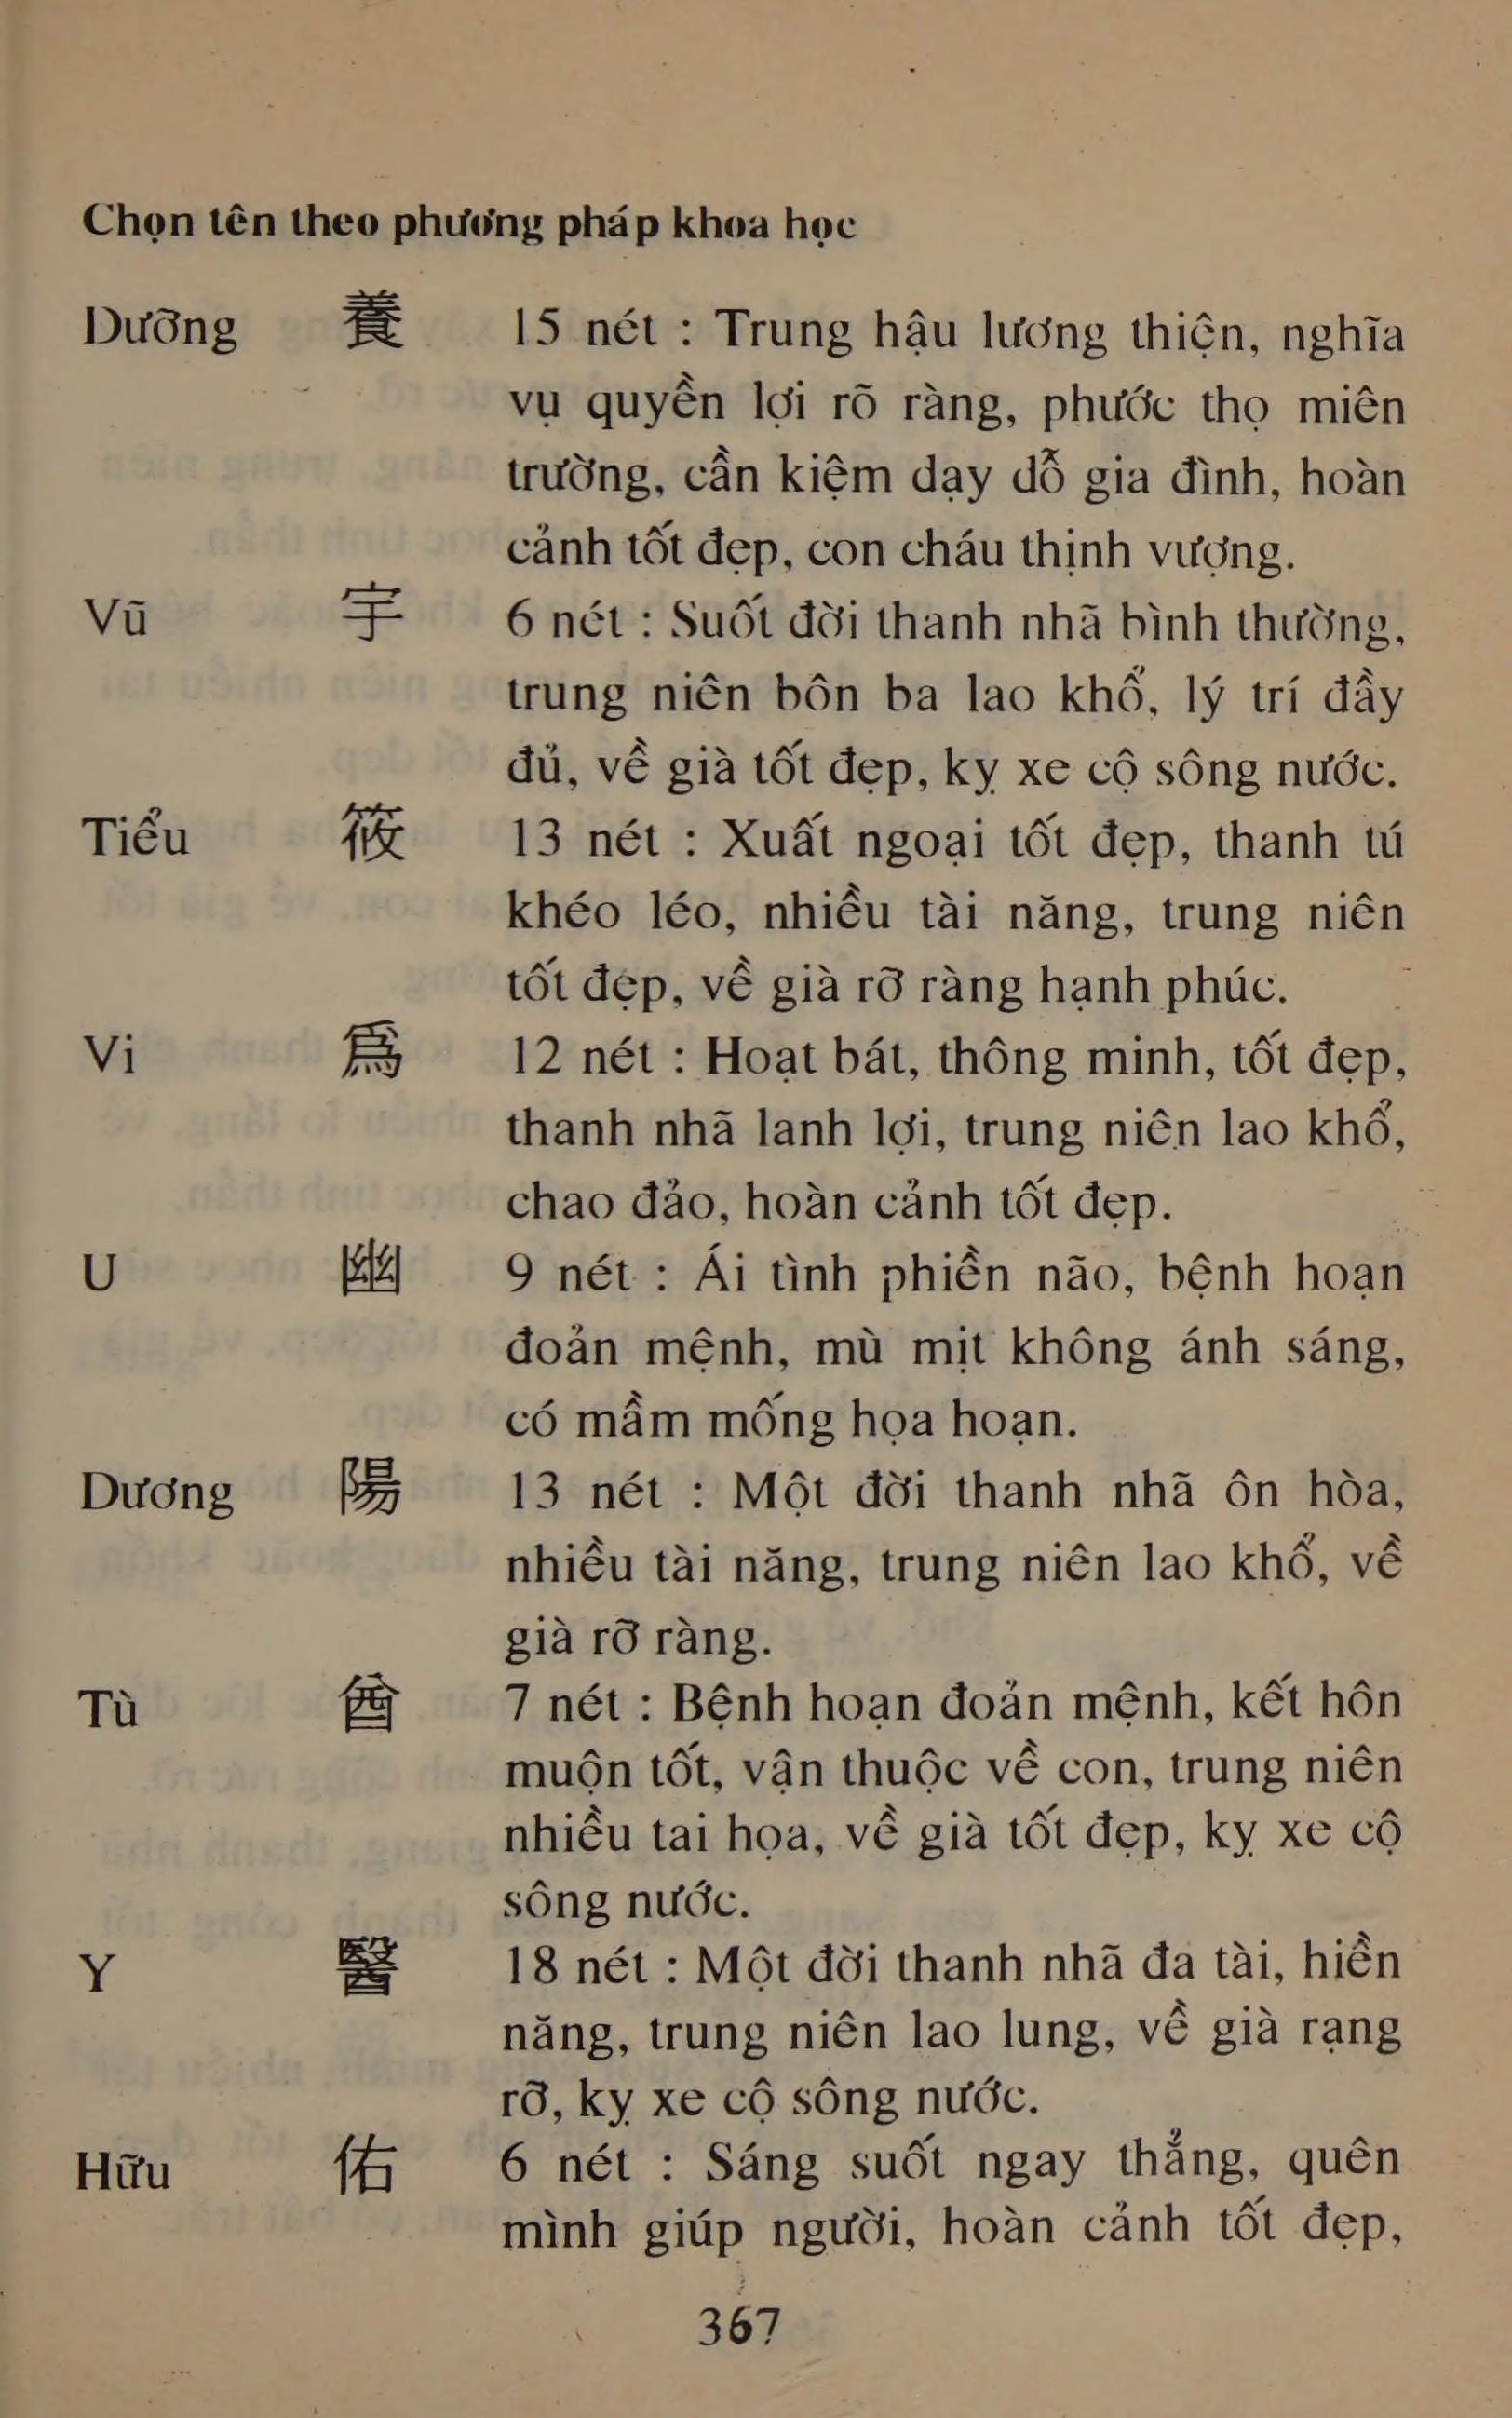 Chọn tên theo phương pháp khoa học
Dưỡng 養 15 nét : Trung hậu lương thiện, nghĩa
vụ quyền lợi rõ ràng, phước thọ miên
trường, cần kiệm dạy dỗ gia đình, hoàn
cảnh tốt đẹp, con cháu thịnh vượng.
Vũ 宇 6 nét : Suốt đời thanh nhã bình thường,
trung niên bôn ba lao khổ, lý trí đầy
đủ, về già tốt đẹp, kỵ xe cộ sông nước.
Tiểu 筱 13 nét : Xuất ngoại tốt đẹp, thanh tú
khéo léo, nhiều tài năng, trung niên
tốt đẹp, về già rỡ ràng hạnh phúc.
Vi 爲 12 nét : Hoạt bát, thông minh, tốt đẹp,
thanh nhã lanh lợi, trung niên lao khổ,
chao đảo, hoàn cảnh tốt đẹp.
U 幽 9 nét : Ái tình phiền não, bệnh hoạn
đoản mệnh, mù mịt không ánh sáng,
có mầm mống họa hoạn.
Dương 陽 13 nét : Một đời thanh nhã ôn hòa,
nhiều tài năng, trung niên lao khổ, về
già rỡ ràng.
Tù 酋 7 nét : Bệnh hoạn đoản mệnh, kết hôn
muộn tốt, vận thuộc về con, trung niên
nhiều tai họa, về già tốt đẹp, kỵ xe cộ
sông nước.
Y 醫 18 nét : Một đời thanh nhã đa tài, hiền
năng, trung niên lao lung, về già rạng
rỡ, kỵ xe cộ sông nước.
Hữu 佑 6 nét : Sáng suốt ngay thẳng, quên
mình giúp người, hoàn cảnh tốt đẹp,
367